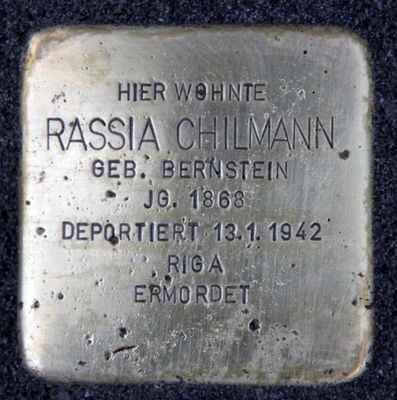 HIER WOHNTE
RASSIA CHILMANN
GEB. BERNSTEIN
JG. 1868
DEPORTIERT 13.1.1942
RIGA
ERMORDET